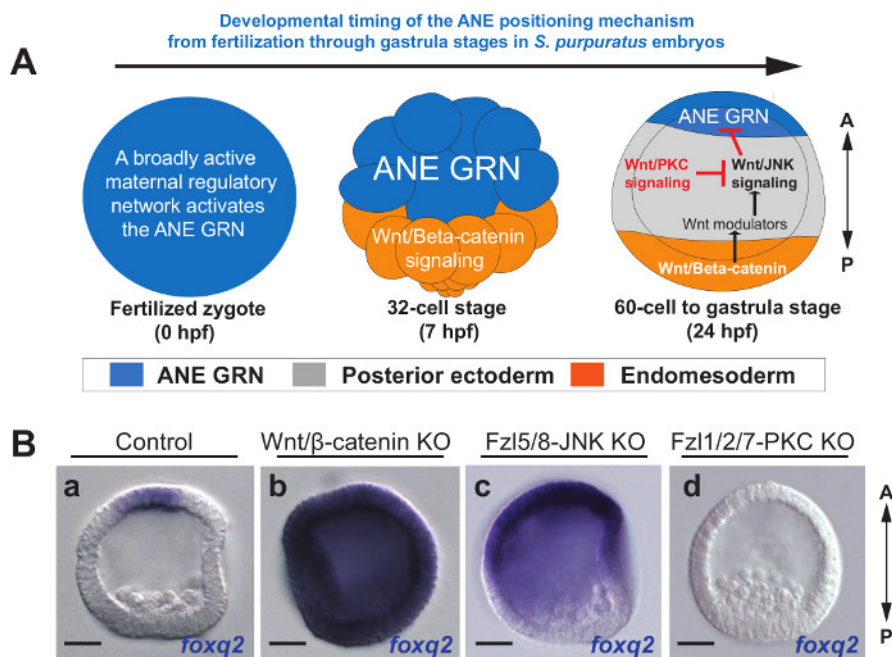 Developmental timing of the ANE positioning mechanism
from fertilization through gastrula stages in S. purpuratus embryos
A
A broadly active
maternal regulatory
network activates
the ANE GRN
ANE GRN
Wnt/Beta-catenin
signaling
ANE GRN
Wnt/PKC
signaling
Wnt/JNK
signaling
Wnt modulators
Wnt/Beta-catenin
A
P
Fertilized zygote
(0 hpf)
32-cell stage
(7 hpf)
60-cell to gastrula stage
(24 hpf)
ANE GRN
Posterior ectoderm
Endomesoderm
B
Control
Wnt/β-catenin KO
Fzl5/8-JNK KO
Fzl1/2/7-PKC KO
a
foxq2
b
foxq2
c
foxq2
d
foxq2
A
P